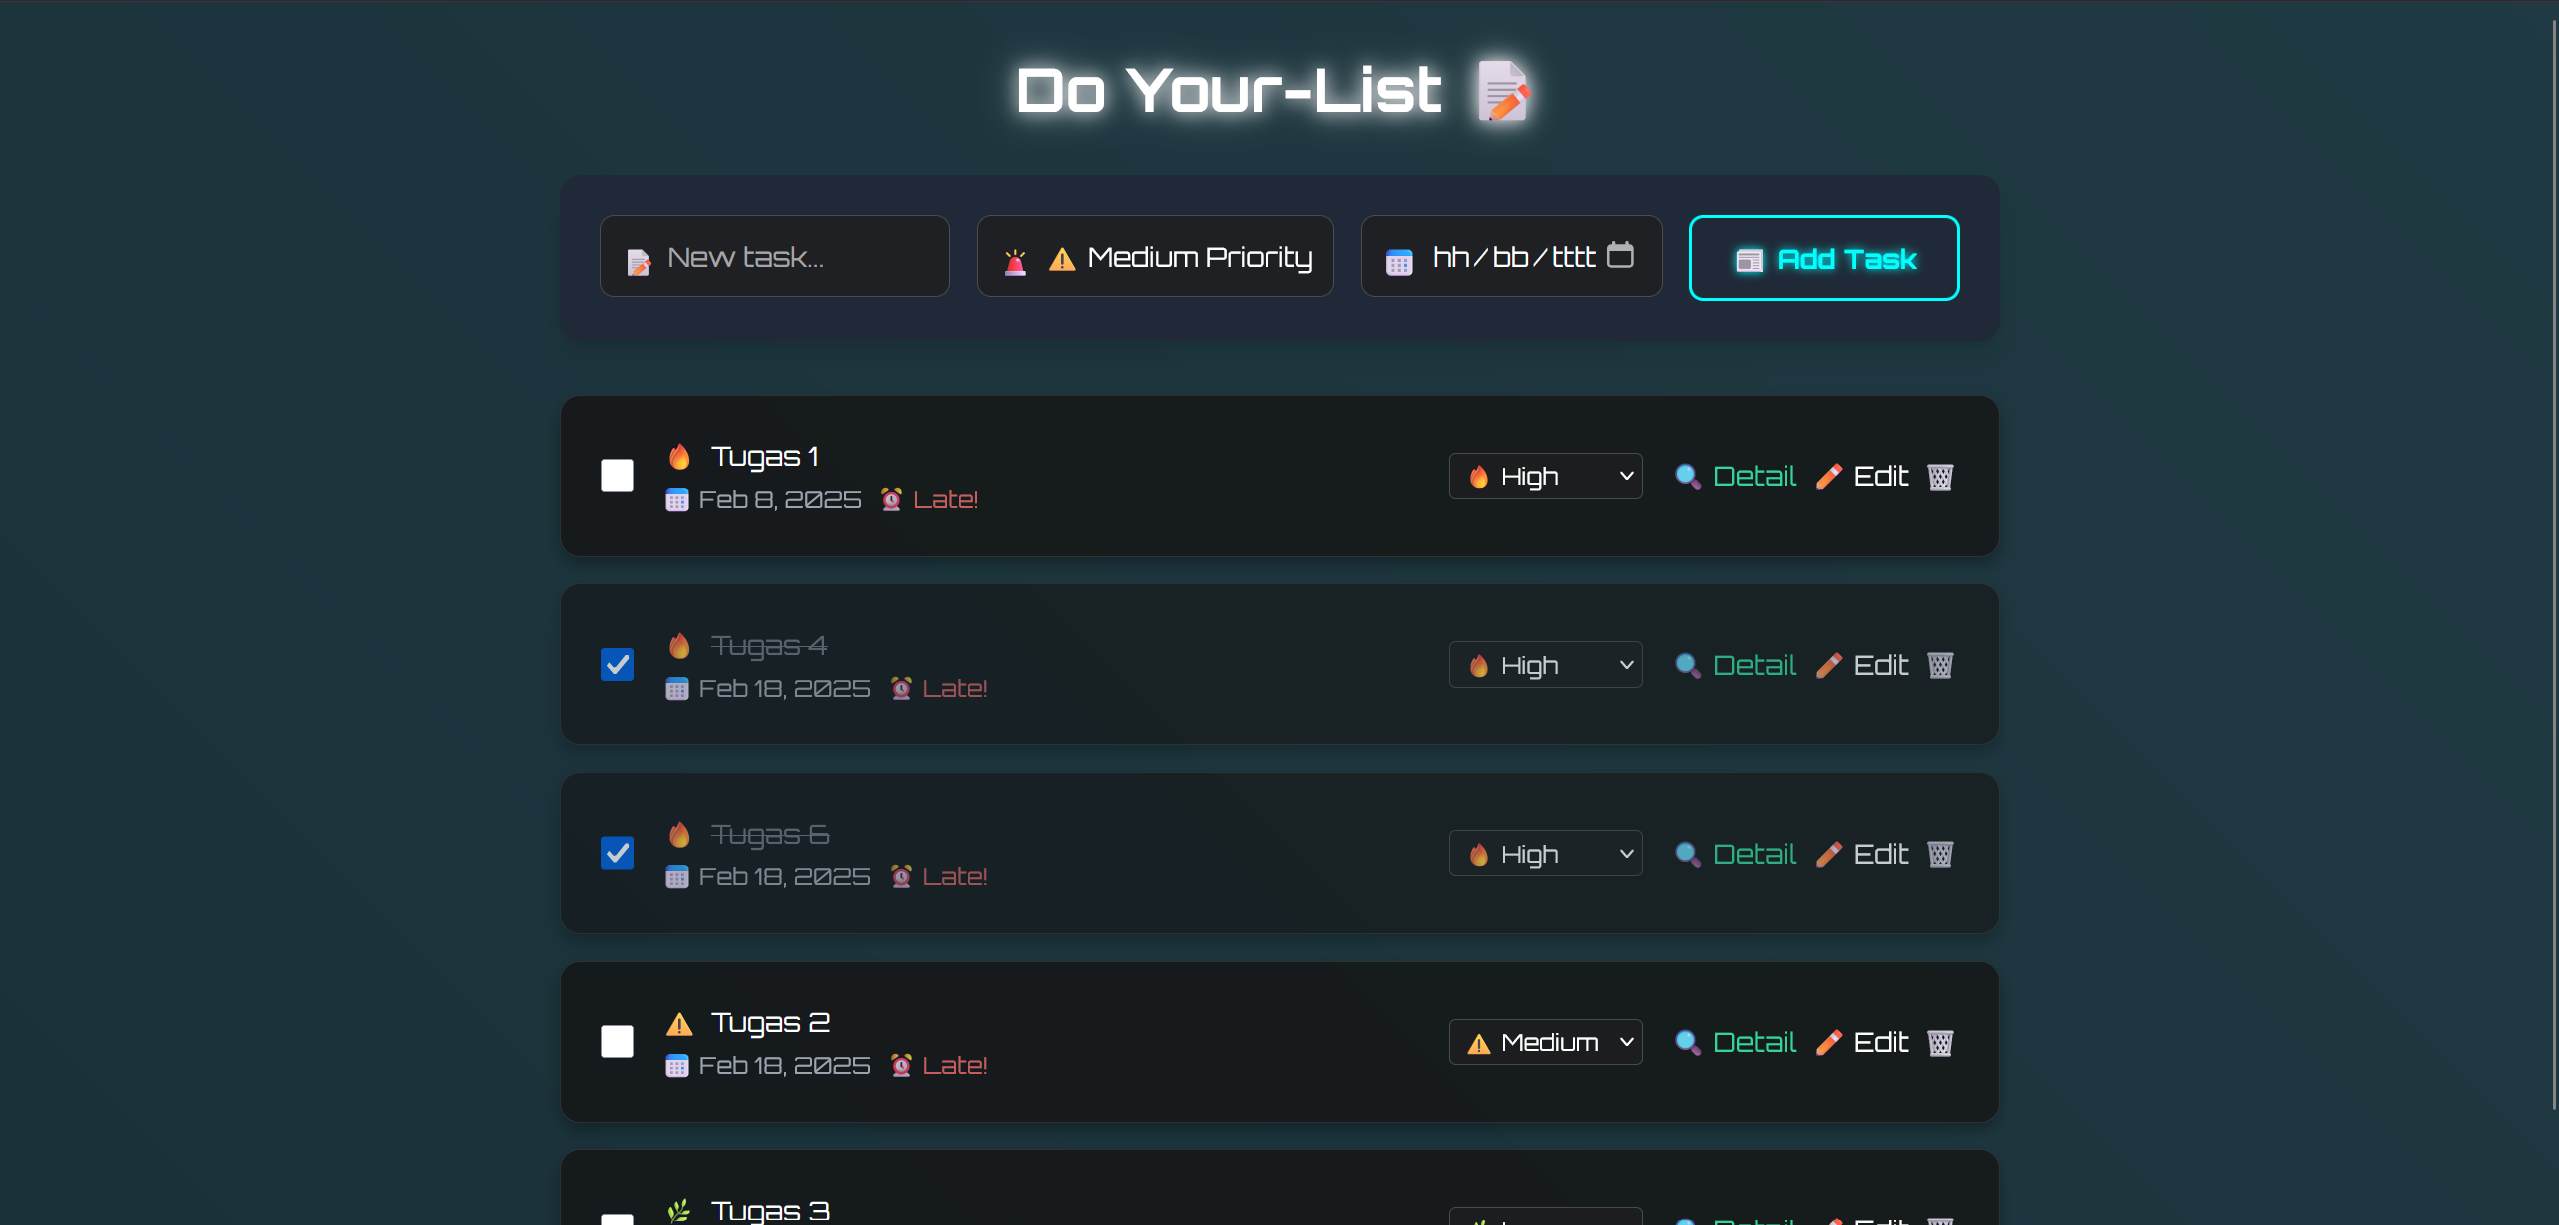 Do Your-List 📝
📝 New task...
🚨 ⚠️ Medium Priority
📅 hh/bb/tttt
📰 Add Task
🔥 Tugas 1
📅 Feb 8, 2025 ⏰ Late!
🔥 High
🔍 Detail ✏️ Edit 🗑️
🔥 Tugas 4
📅 Feb 18, 2025 ⏰ Late!
🔥 High
🔍 Detail ✏️ Edit 🗑️
🔥 Tugas 6
📅 Feb 18, 2025 ⏰ Late!
🔥 High
🔍 Detail ✏️ Edit 🗑️
⚠️ Tugas 2
📅 Feb 18, 2025 ⏰ Late!
⚠️ Medium
🔍 Detail ✏️ Edit 🗑️
🌿 Tugas 3